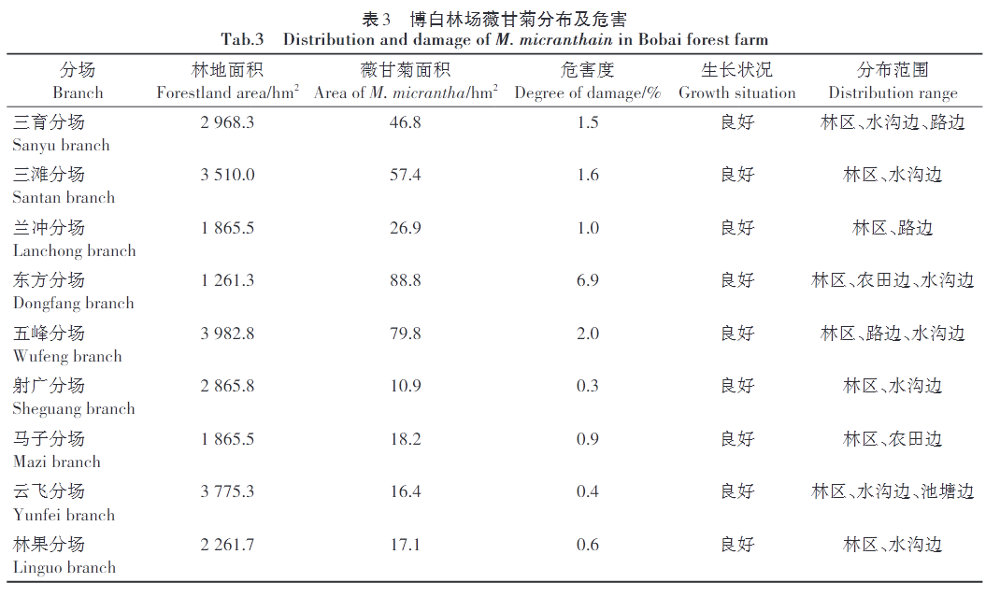 表3 博白林场薇甘菊分布及危害
Tab.3 Distribution and damage of M. micranthain in Bobai forest farm
分场 林地面积 薇甘菊面积 危害度 生长状况 分布范围
Branch Forestland area/hm² Area of M. micrantha/hm² Degree of damage/% Growth situation Distribution range
三育分场 2 968.3 46.8 1.5 良好 林区、水沟边、路边
Sanyu branch
三滩分场 3 510.0 57.4 1.6 良好 林区、水沟边
Santan branch
兰冲分场 1 865.5 26.9 1.0 良好 林区、路边
Lanchong branch
东方分场 1 261.3 88.8 6.9 良好 林区、农田边、水沟边
Dongfang branch
五峰分场 3 982.8 79.8 2.0 良好 林区、路边、水沟边
Wufeng branch
射广分场 2 865.8 10.9 0.3 良好 林区、水沟边
Sheguang branch
马子分场 1 865.5 18.2 0.9 良好 林区、农田边
Mazi branch
云飞分场 3 775.3 16.4 0.4 良好 林区、水沟边、池塘边
Yunfei branch
林果分场 2 261.7 17.1 0.6 良好 林区、水沟边
Linguo branch